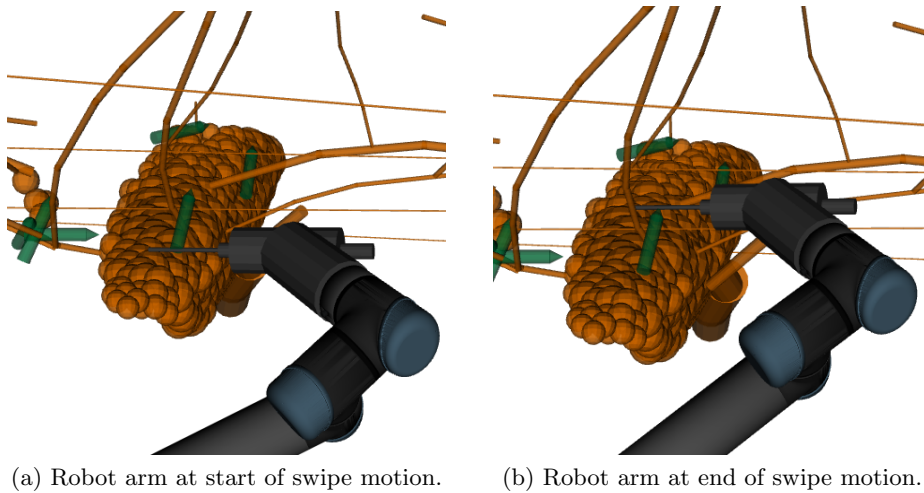 (a) Robot arm at start of swipe motion.
(b) Robot arm at end of swipe motion.